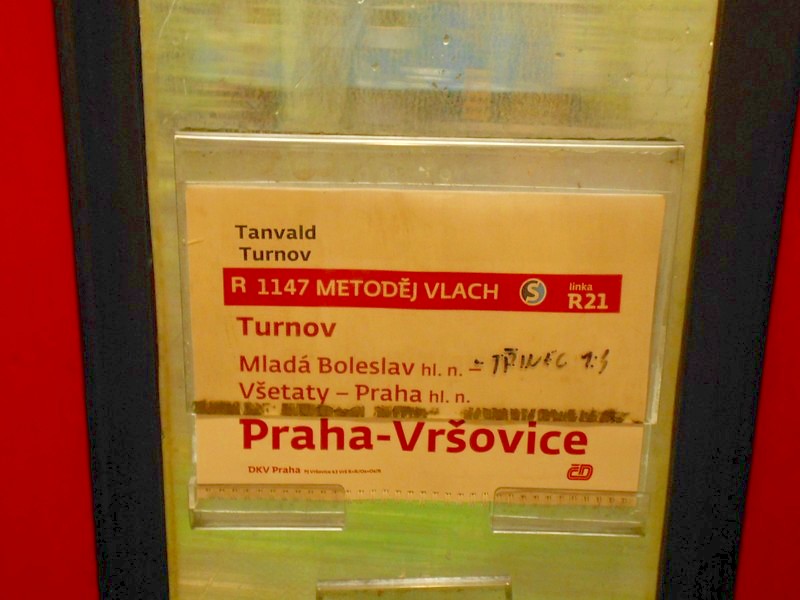 Tanvald
Turnov
R 1147 METODĚJ VLACH S linka R21
Turnov
Mladá Boleslav hl. n. – TŘINEC
Všetaty – Praha hl. n.
Praha-Vršovice
DKV Praha
ČD